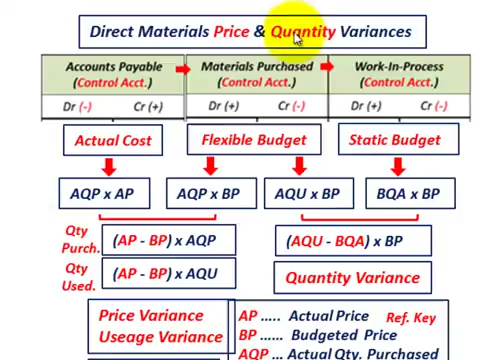 Direct Materials Price & Quantity Variances
Accounts Payable Materials Purchased Work-In-Process
(Control Acct.) (Control Acct.) (Control Acct.)
Dr (-) Cr (+) Dr (+) Cr (-) Dr (+) Cr (-)
Actual Cost Flexible Budget Static Budget
AQP x AP AQP x BP AQU x BP BQA x BP
Qty
Purch. (AP - BP) x AQP (AQU - BQA) x BP
Qty
Used. (AP - BP) x AQU Quantity Variance
Price Variance AP ..... Actual Price Ref. Key
Useage Variance BP ...... Budgeted Price
AQP ... Actual Qty. Purchased